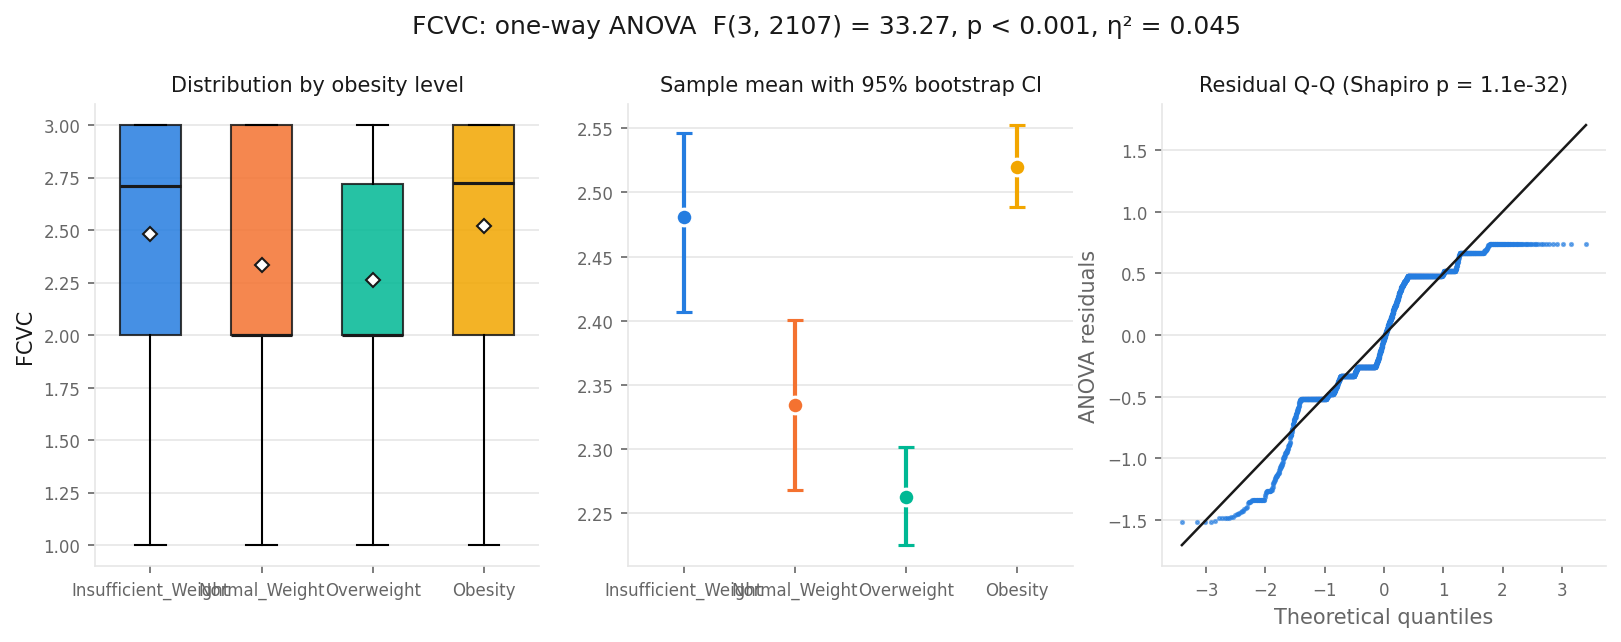 FCVC: one-way ANOVA  F(3, 2107) = 33.27, p < 0.001, η² = 0.045
Distribution by obesity level
FCVC
3.00
2.75
2.50
2.25
2.00
1.75
1.50
1.25
1.00
Insufficient_Weight
Normal_Weight
Overweight
Obesity
Sample mean with 95% bootstrap CI
2.55
2.50
2.45
2.40
2.35
2.30
2.25
Insufficient_Weight
Normal_Weight
Overweight
Obesity
Residual Q-Q (Shapiro p = 1.1e-32)
ANOVA residuals
1.5
1.0
0.5
0.0
−0.5
−1.0
−1.5
−3
−2
−1
0
1
2
3
Theoretical quantiles